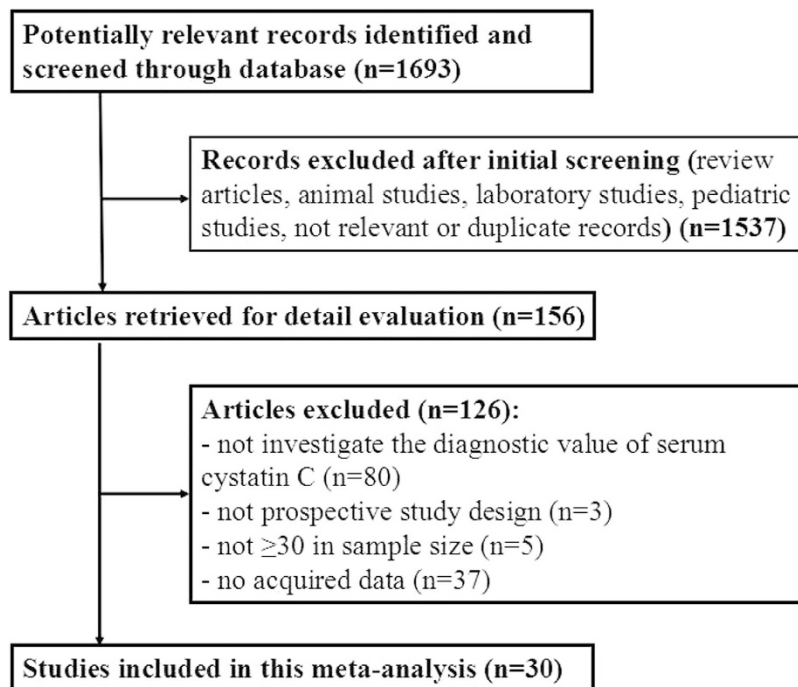 Potentially relevant records identified and
screened through database (n=1693)
Records excluded after initial screening (review
articles, animal studies, laboratory studies, pediatric
studies, not relevant or duplicate records) (n=1537)
Articles retrieved for detail evaluation (n=156)
Articles excluded (n=126):
- not investigate the diagnostic value of serum
cystatin C (n=80)
- not prospective study design (n=3)
- not ≥30 in sample size (n=5)
- no acquired data (n=37)
Studies included in this meta-analysis (n=30)